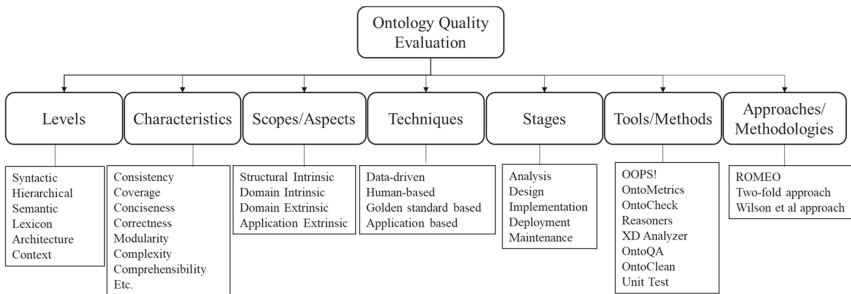 Ontology Quality
Evaluation
Levels
Characteristics
Scopes/Aspects
Techniques
Stages
Tools/Methods
Approaches/
Methodologies
Syntactic
Hierarchical
Semantic
Lexicon
Architecture
Context
Consistency
Coverage
Conciseness
Correctness
Modularity
Complexity
Comprehensibility
Etc.
Structural Intrinsic
Domain Intrinsic
Domain Extrinsic
Application Extrinsic
Data-driven
Human-based
Golden standard based
Application based
Analysis
Design
Implementation
Deployment
Maintenance
OOPS!
OntoMetrics
OntoCheck
Reasoners
XD Analyzer
OntoQA
OntoClean
Unit Test
ROMEO
Two-fold approach
Wilson et al approach